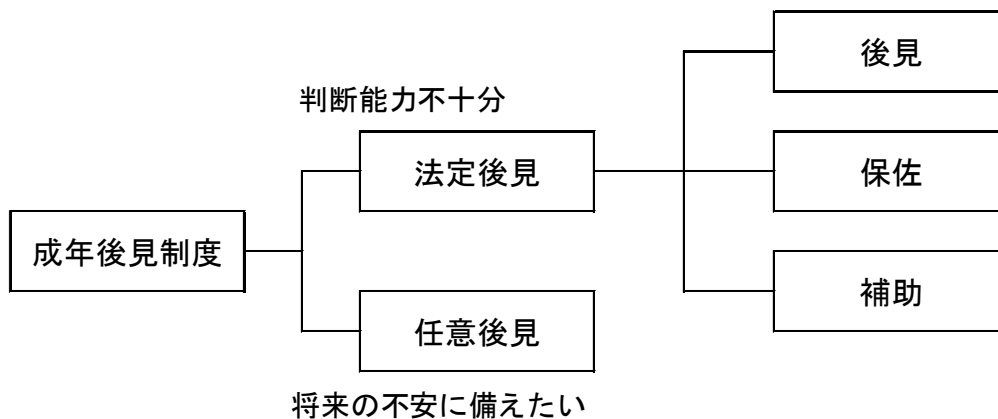 後見
判断能力不十分
法定後見
保佐
成年後見制度
補助
任意後見
将来の不安に備えたい